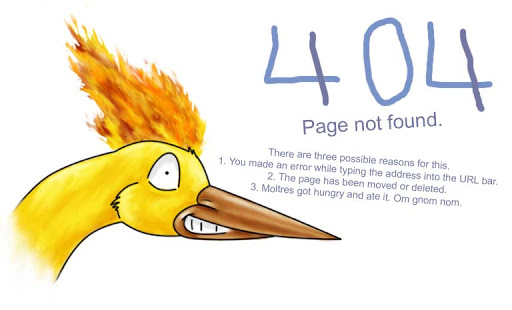 404
Page not found.
There are three possible reasons for this.
1. You made an error while typing the address into the URL bar.
2. The page has been moved or deleted.
3. Moltres got hungry and ate it. Om gnom nom.